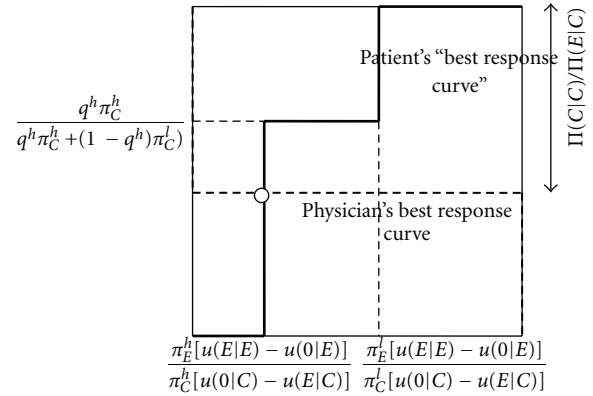 Patient's “best response
curve”
Π(C|C)/Π(E|C)
q^h π_C^h
q^h π_C^h +(1 − q^h)π_C^l)
Physician's best response
curve
π_E^h[u(E|E) − u(0|E)]
π_C^h[u(0|C) − u(E|C)]
π_E^l[u(E|E) − u(0|E)]
π_C^l[u(0|C) − u(E|C)]